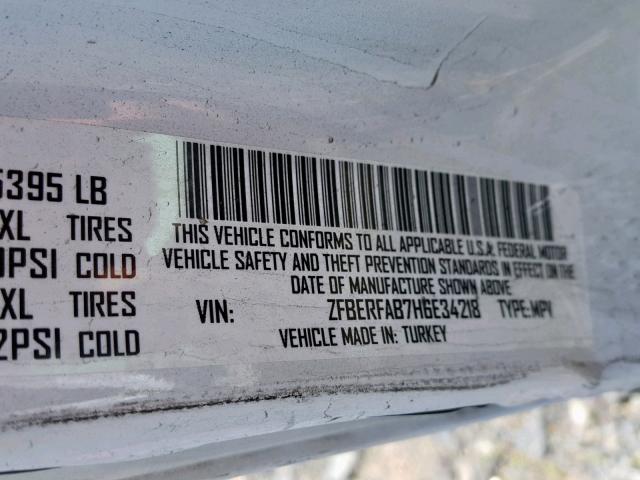 5395 LB
XL TIRES
0PSI COLD
XL TIRES
2PSI COLD
THIS VEHICLE CONFORMS TO ALL APPLICABLE U.S.A. FEDERAL MOTOR
VEHICLE SAFETY AND THEFT PREVENTION STANDARDS IN EFFECT ON THE
DATE OF MANUFACTURE SHOWN ABOVE
VIN: ZFBERFAB7H6E34218 TYPE: MPV
VEHICLE MADE IN: TURKEY